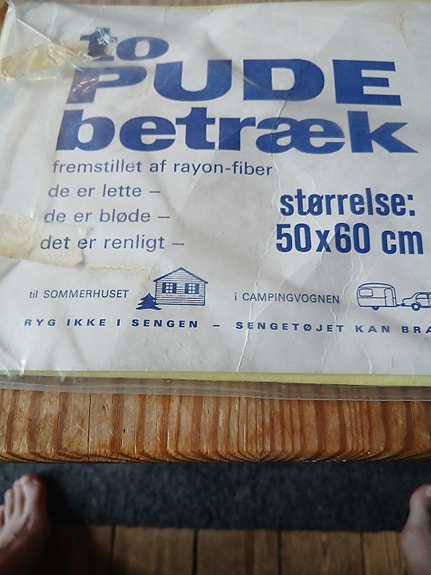 to
PUDE
betræk
fremstillet af rayon-fiber
de er lette –
de er bløde –
det er renligt –
størrelse:
50x60 cm
til SOMMERHUSET
i CAMPINGVOGNEN
RYG IKKE I SENGEN – SENGETØJET KAN BRA